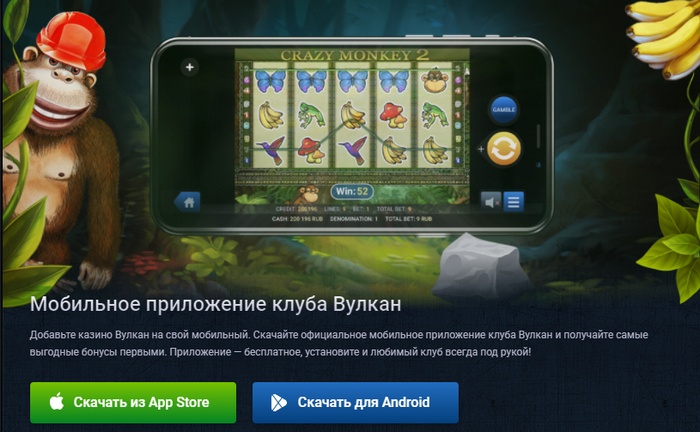 CRAZY MONKEY 2
GAMBLE
Win:52
CREDIT: 200196 LINES: 9 BET: 1 TOTAL BET: 9
CASH: 200 196 RUB DENOMINATION: 1 TOTAL BET: 9 RUB
Мобильное приложение клуба Вулкан
Добавьте казино Вулкан на свой мобильный. Скачайте официальное мобильное приложение клуба Вулкан и получайте самые
выгодные бонусы первыми. Приложение — бесплатное, установите и любимый клуб всегда под рукой!
Скачать из App Store
Скачать для Android